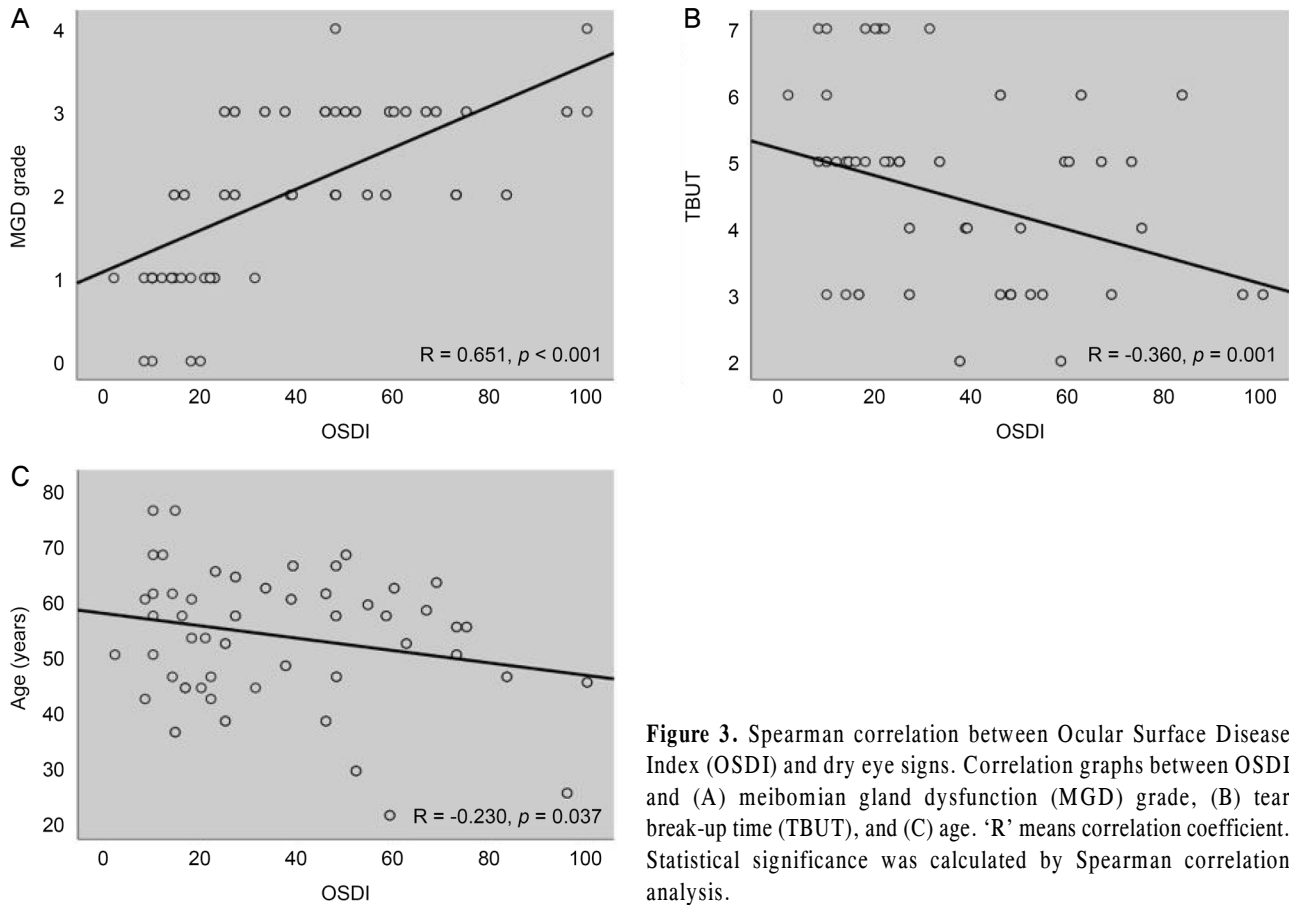 A
4
3
2
1
0
MGD grade
R = 0.651, p < 0.001
0 20 40 60 80 100
OSDI
B
7
6
5
4
3
2
TBUT
R = -0.360, p = 0.001
0 20 40 60 80 100
OSDI
C
80
70
60
50
40
30
20
Age (years)
R = -0.230, p = 0.037
0 20 40 60 80 100
OSDI
Figure 3. Spearman correlation between Ocular Surface Disease
Index (OSDI) and dry eye signs. Correlation graphs between OSDI
and (A) meibomian gland dysfunction (MGD) grade, (B) tear
break-up time (TBUT), and (C) age. ‘R’ means correlation coefficient.
Statistical significance was calculated by Spearman correlation
analysis.